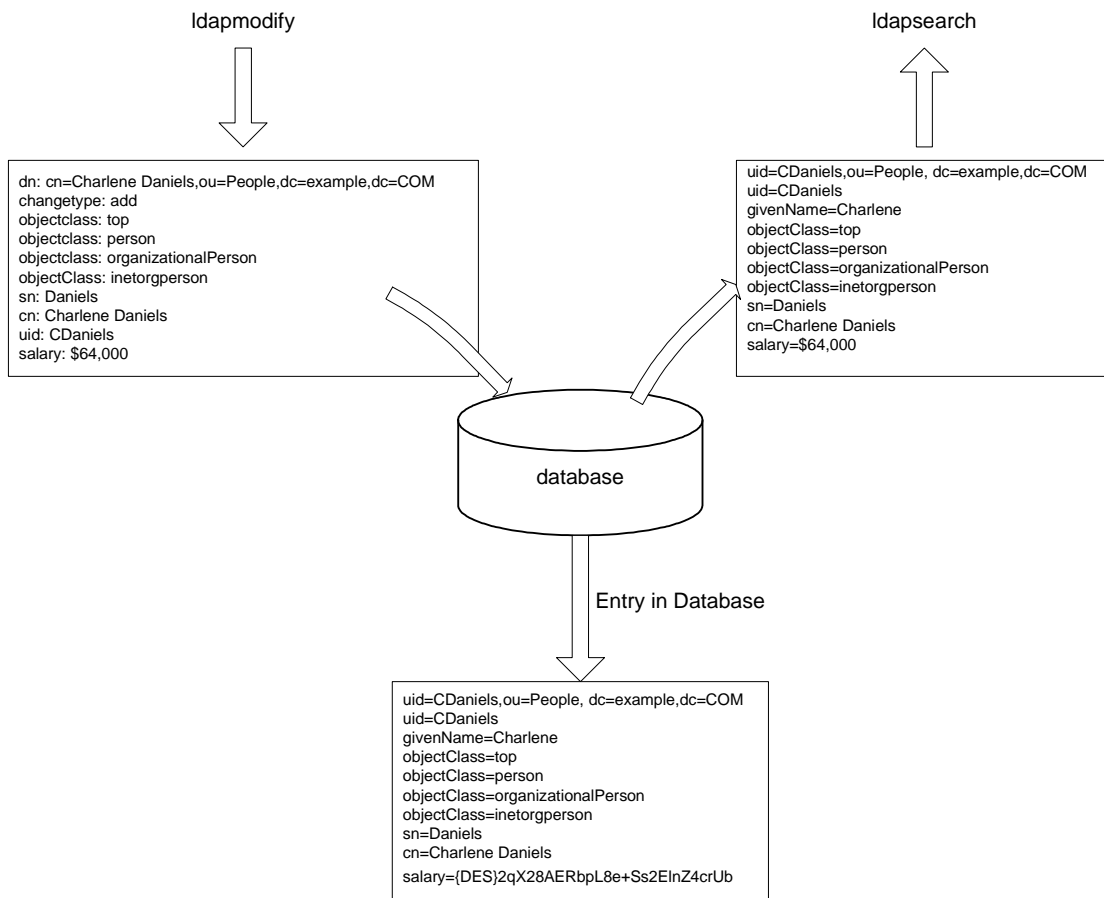 ldapmodify
ldapsearch
dn: cn=Charlene Daniels,ou=People,dc=example,dc=COM
changetype: add
objectclass: top
objectclass: person
objectclass: organizationalPerson
objectClass: inetorgperson
sn: Daniels
cn: Charlene Daniels
uid: CDaniels
salary: $64,000
uid=CDaniels,ou=People, dc=example,dc=COM
uid=CDaniels
givenName=Charlene
objectClass=top
objectClass=person
objectClass=organizationalPerson
objectClass=inetorgperson
sn=Daniels
cn=Charlene Daniels
salary=$64,000
database
Entry in Database
uid=CDaniels,ou=People, dc=example,dc=COM
uid=CDaniels
givenName=Charlene
objectClass=top
objectClass=person
objectClass=organizationalPerson
objectClass=inetorgperson
sn=Daniels
cn=Charlene Daniels
salary={DES}2qX28AERbpL8e+Ss2ElnZ4crUb